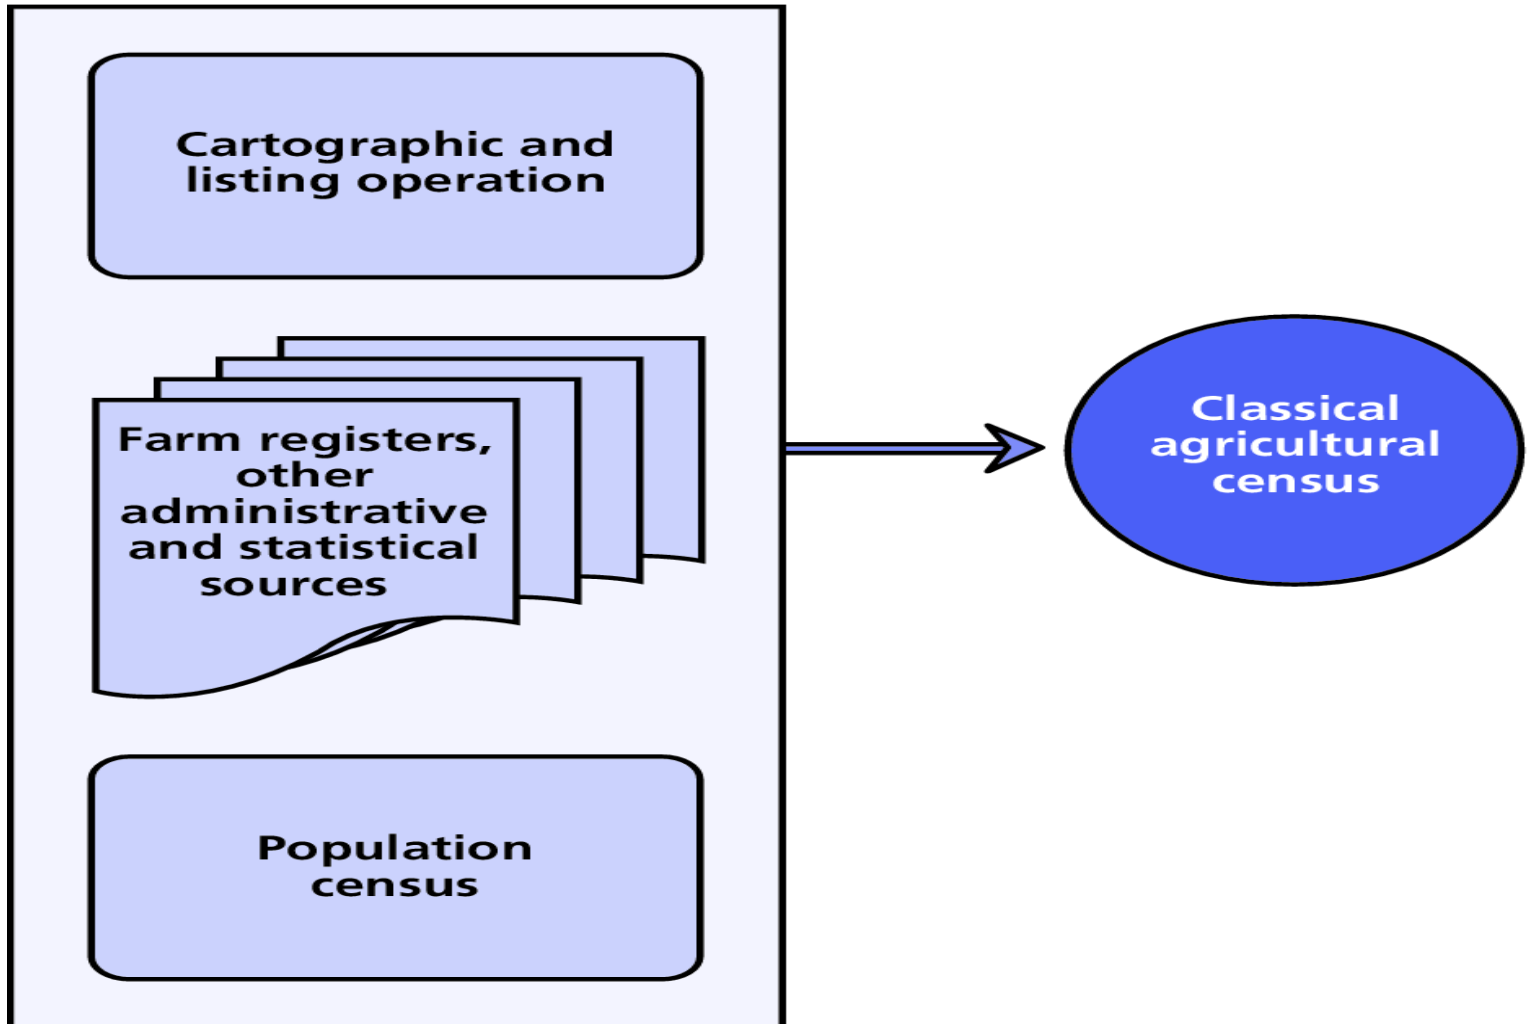 Cartographic and
listing operation
Farm registers,
other
administrative
and statistical
sources
Population
census
Classical
agricultural
census